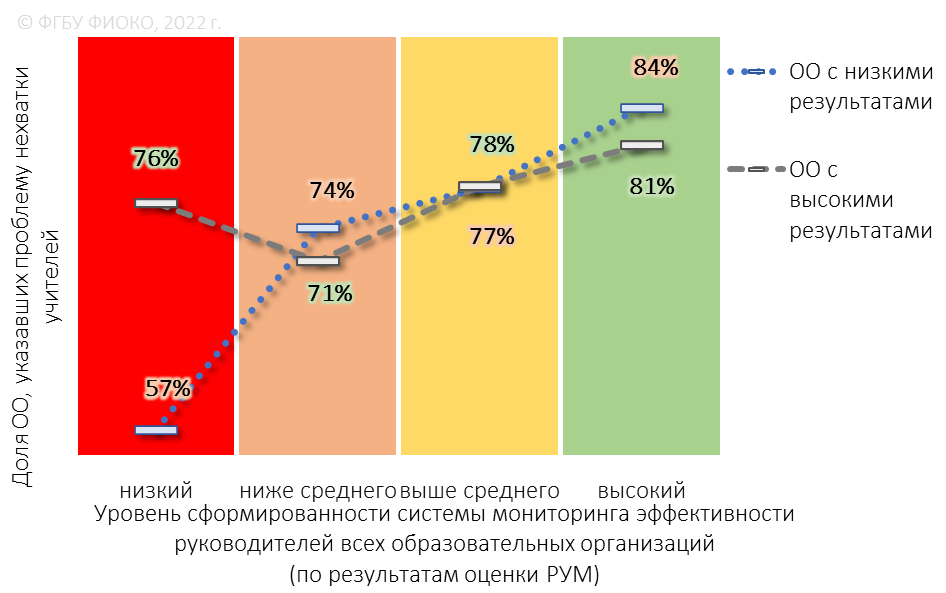 © ФГБУ ФИОКО, 2022 г.
Доля ОО, указавших проблему нехватки
учителей
76%
57%
74%
71%
78%
77%
84%
81%
ОО с низкими
результатами
ОО с
высокими
результатами
низкий
ниже среднего
выше среднего
высокий
Уровень сформированности системы мониторинга эффективности
руководителей всех образовательных организаций
(по результатам оценки РУМ)